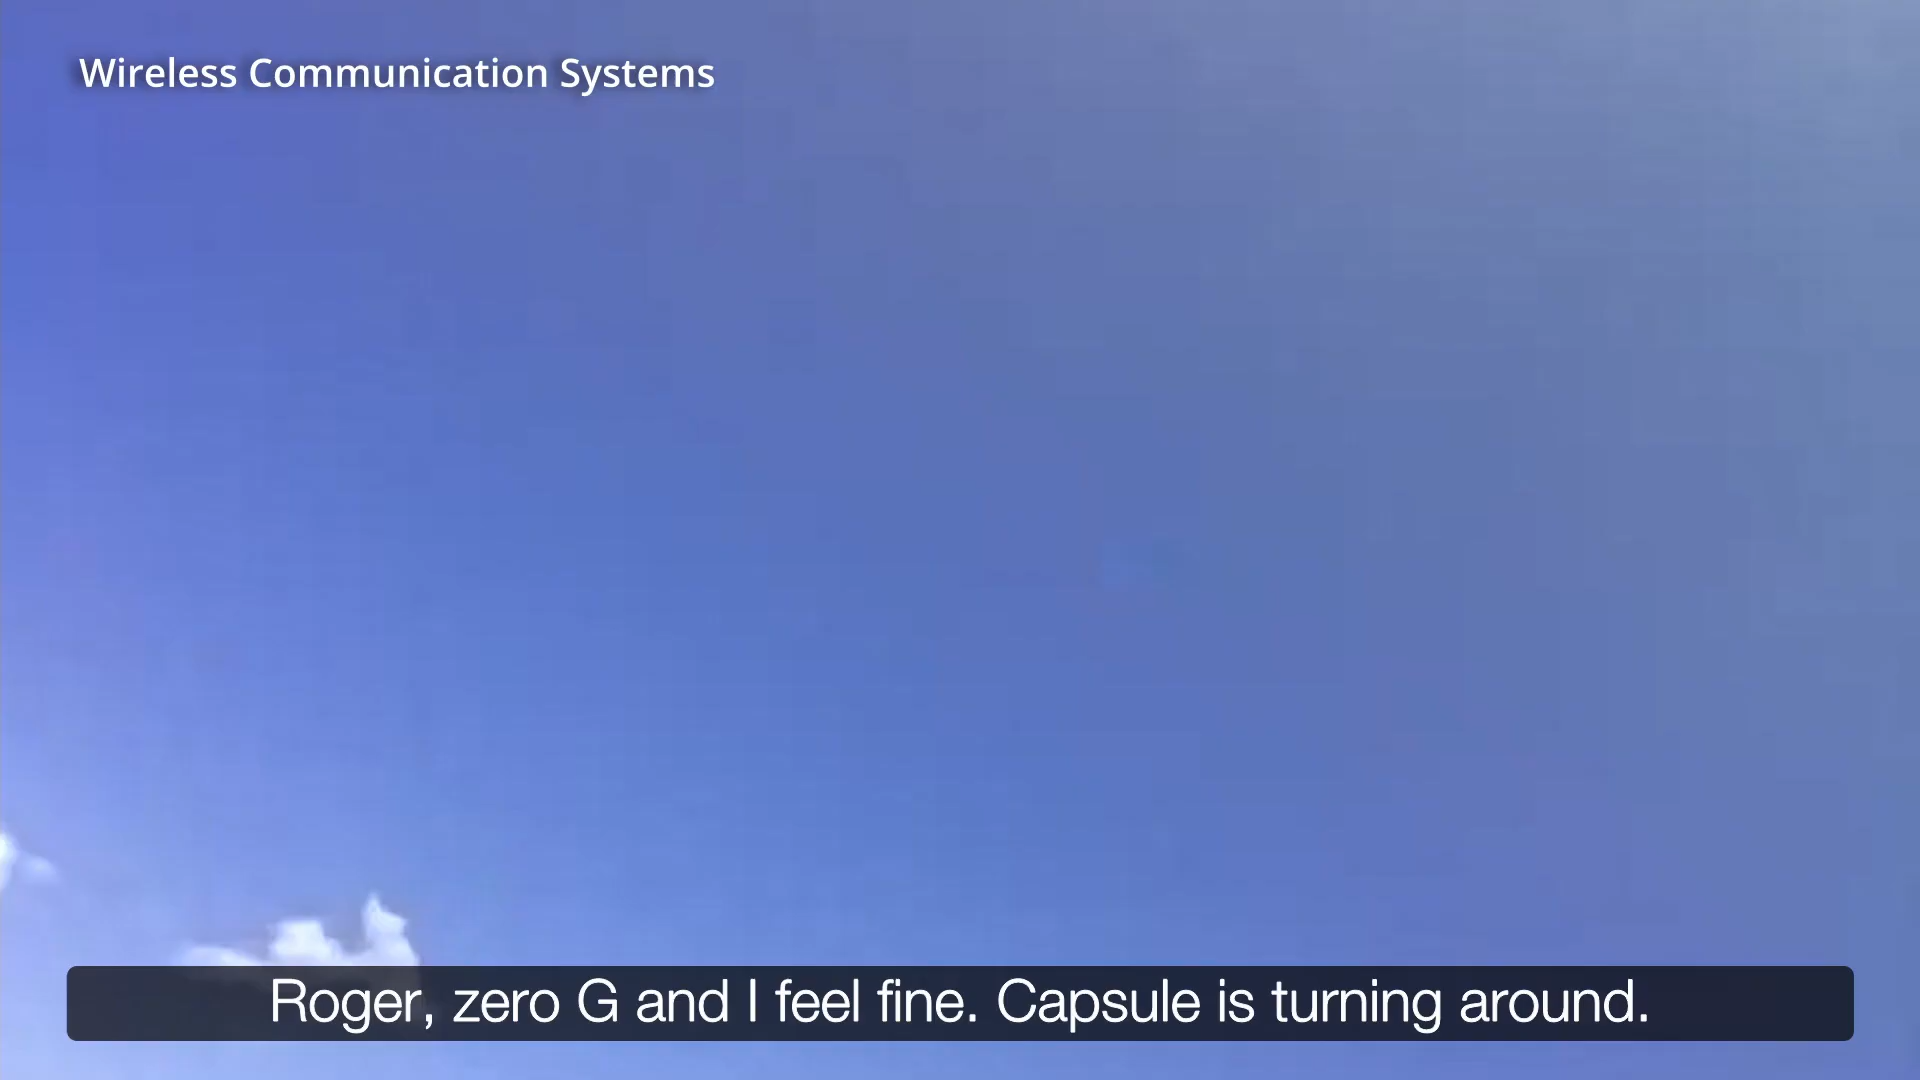 Wireless Communication Systems
Roger, zero G and I feel fine. Capsule is turning around.